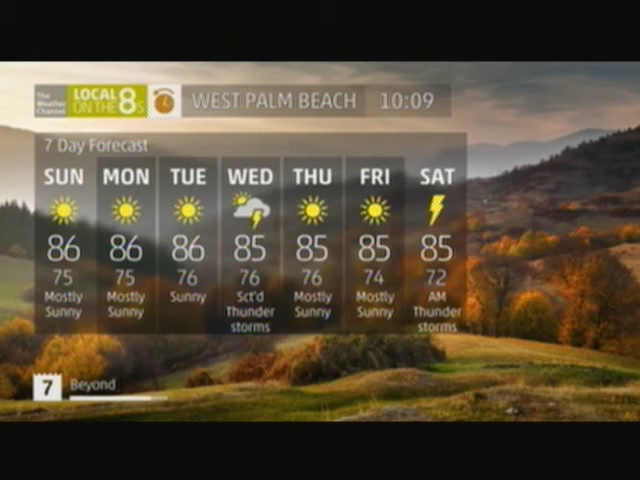 The Weather Channel
LOCAL ON THE 8s
WEST PALM BEACH 10:09
7 Day Forecast
SUN MON TUE WED THU FRI SAT
86 86 86 85 85 85 85
75 75 76 76 76 74 72
Mostly Mostly Sunny Sct'd Mostly Mostly AM
Sunny Sunny Thunder Sunny Sunny Thunder
storms storms
7 Beyond